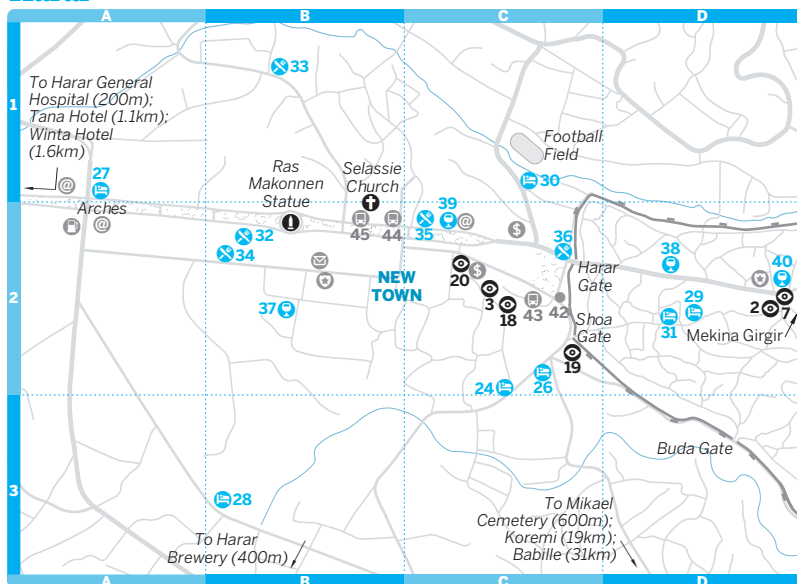 A B C D
1
To Harar General
Hospital (200m);
Tana Hotel (1.1km);
Winta Hotel
(1.6km)
33
Football
Field
30
27
@
Arches
@
Ras
Makonnen
Statue
Selassie
Church
45
44
35
39
@
$
36
32
34
2
NEW
TOWN
20
$
3
18
43
42
Harar
Gate
38
40
Shoa
Gate
29
31
2
7
Mekina Girgir
37
19
24
26
Buda Gate
3
28
To Harar
Brewery (400m)
To Mikael
Cemetery (600m);
Koremi (19km);
Babille (31km)
A B C D